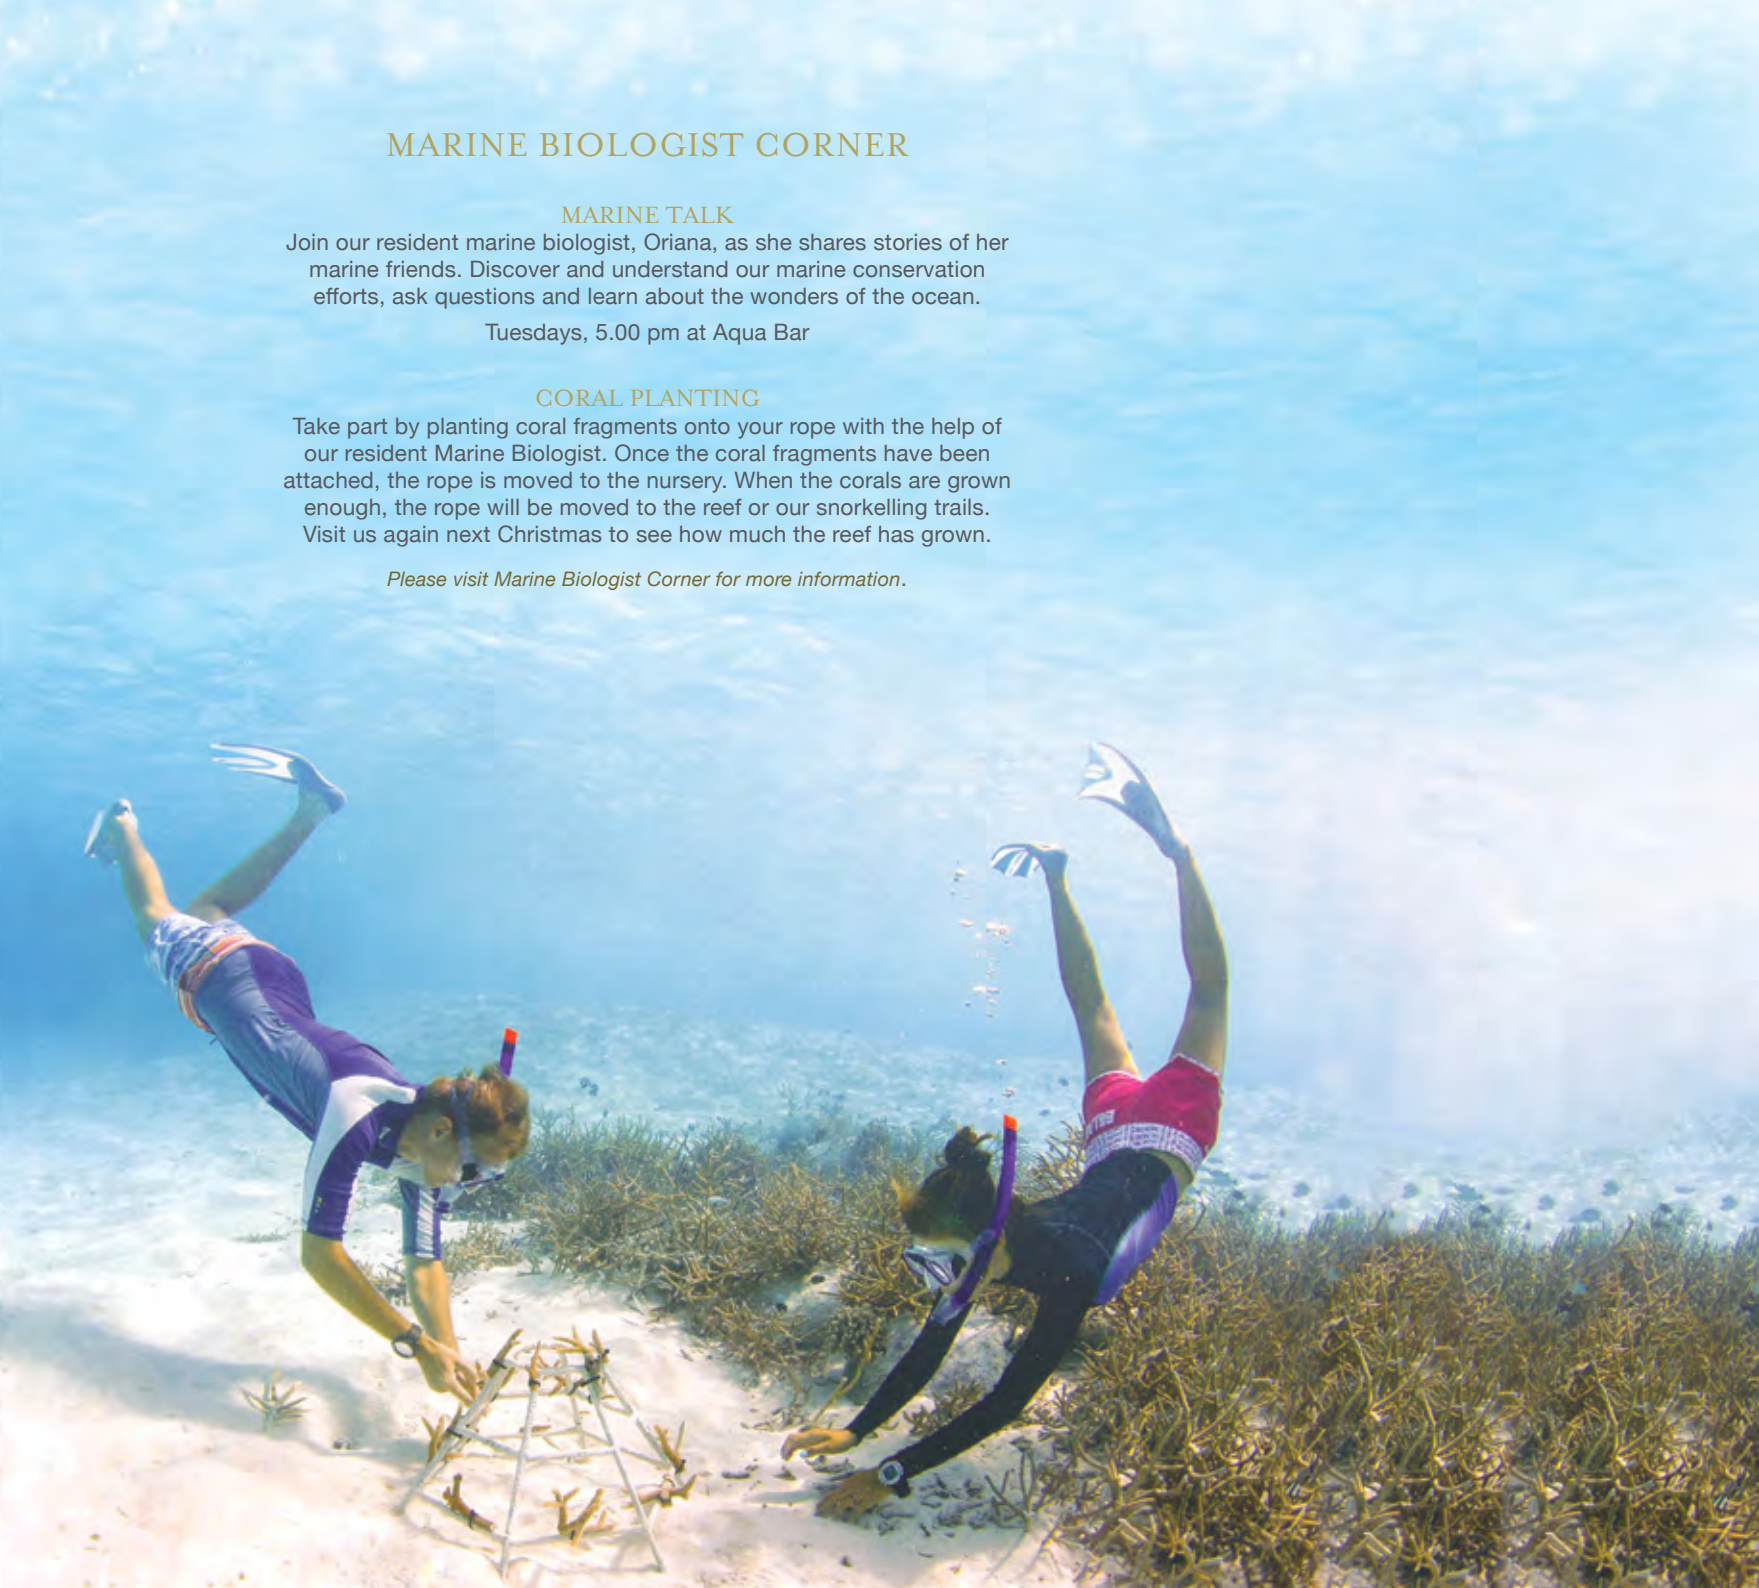 MARINE BIOLOGIST CORNER
MARINE TALK
Join our resident marine biologist, Oriana, as she shares stories of her
marine friends. Discover and understand our marine conservation
efforts, ask questions and learn about the wonders of the ocean.
Tuesdays, 5.00 pm at Aqua Bar
CORAL PLANTING
Take part by planting coral fragments onto your rope with the help of
our resident Marine Biologist. Once the coral fragments have been
attached, the rope is moved to the nursery. When the corals are grown
enough, the rope will be moved to the reef or our snorkelling trails.
Visit us again next Christmas to see how much the reef has grown.
Please visit Marine Biologist Corner for more information.